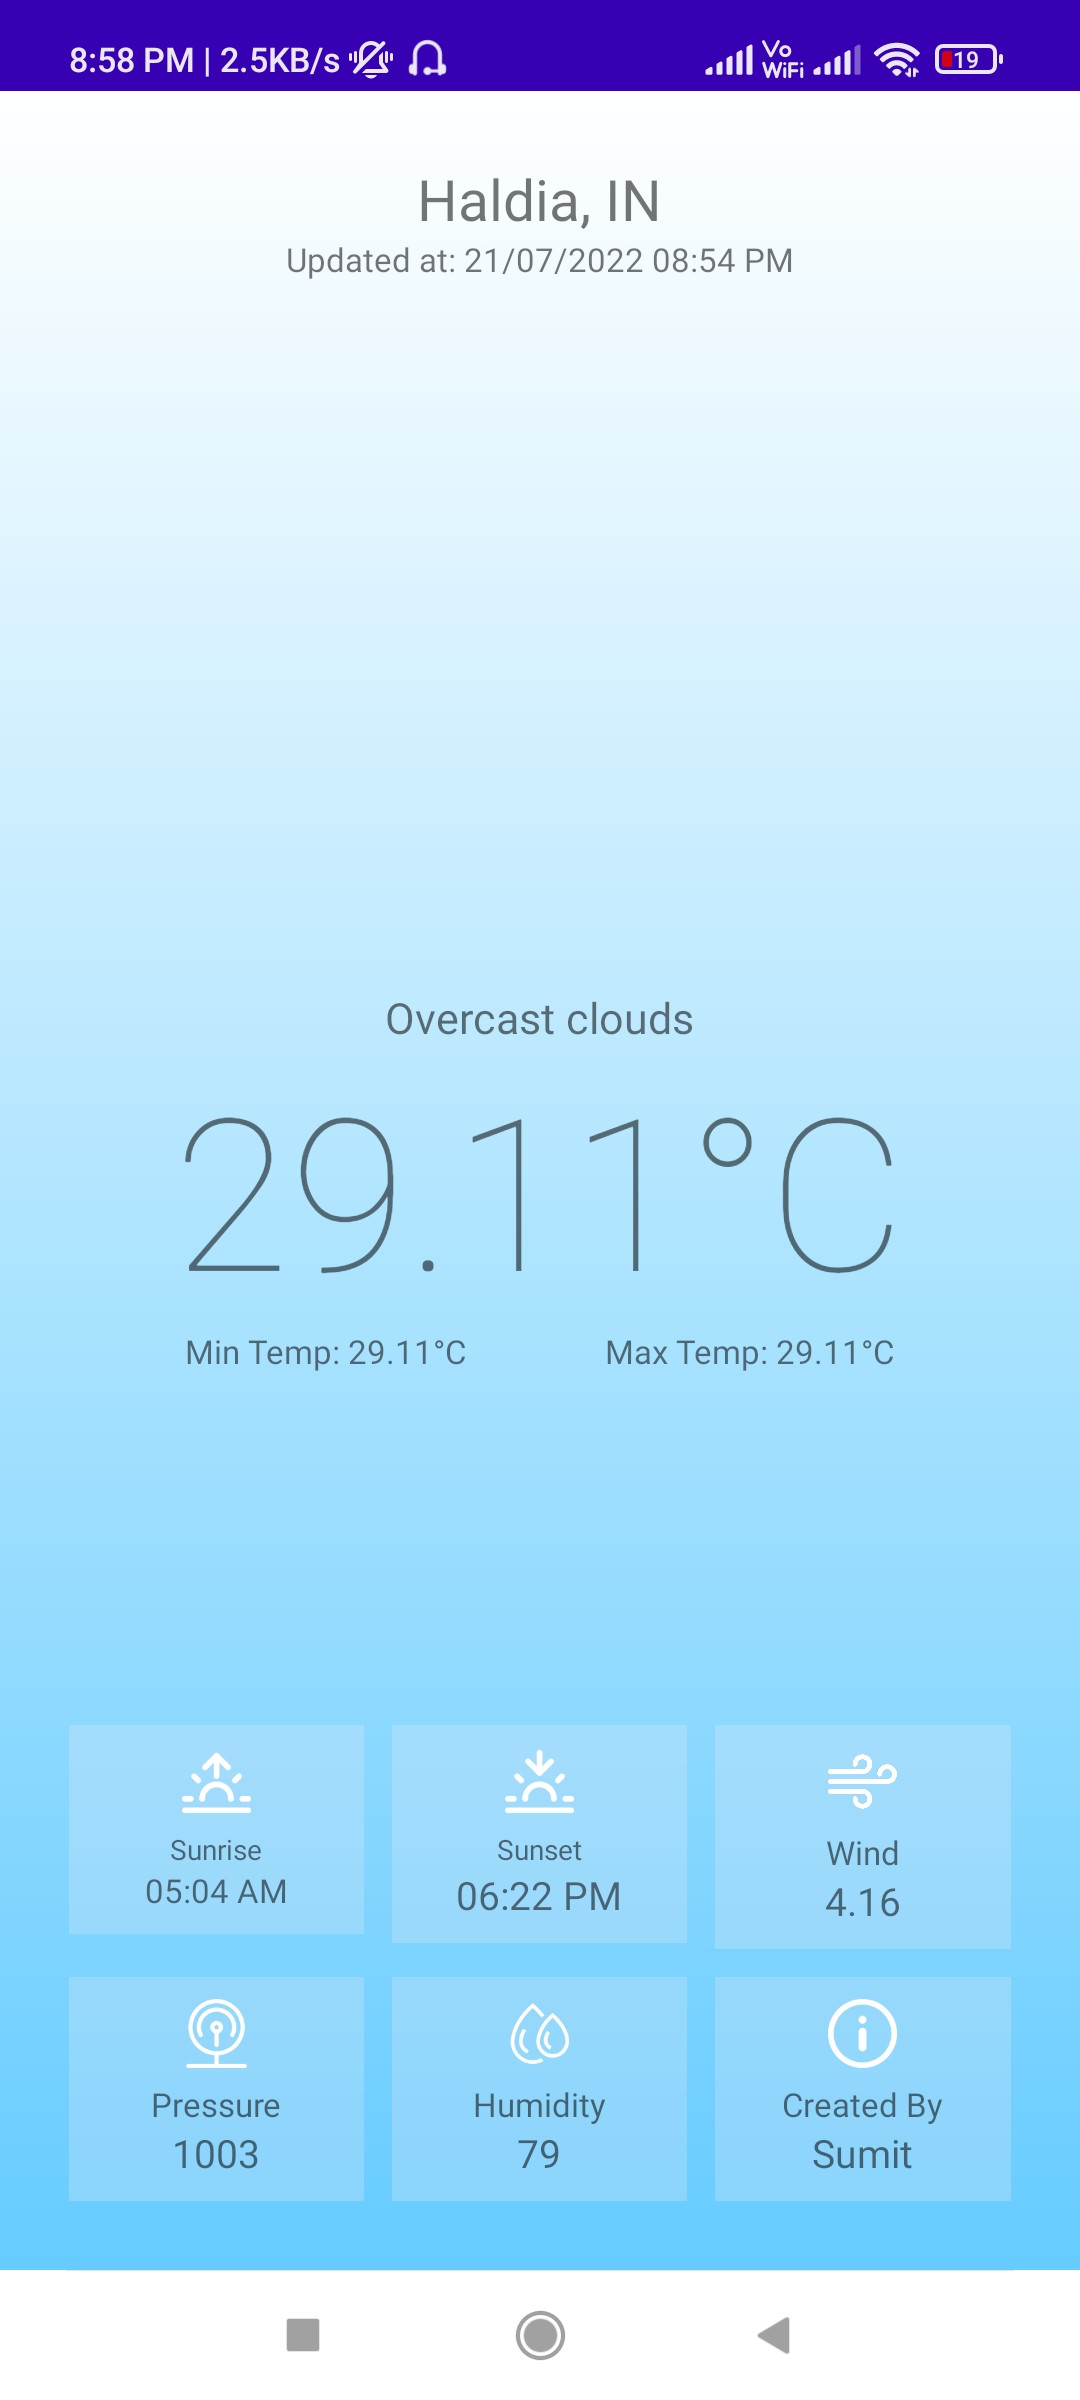 8:58 PM | 2.5KB/s Vo WiFi 19
Haldia, IN
Updated at: 21/07/2022 08:54 PM
Overcast clouds
29.11°C
Min Temp: 29.11°C Max Temp: 29.11°C
Sunrise
05:04 AM
Sunset
06:22 PM
Wind
4.16
Pressure
1003
Humidity
79
Created By
Sumit